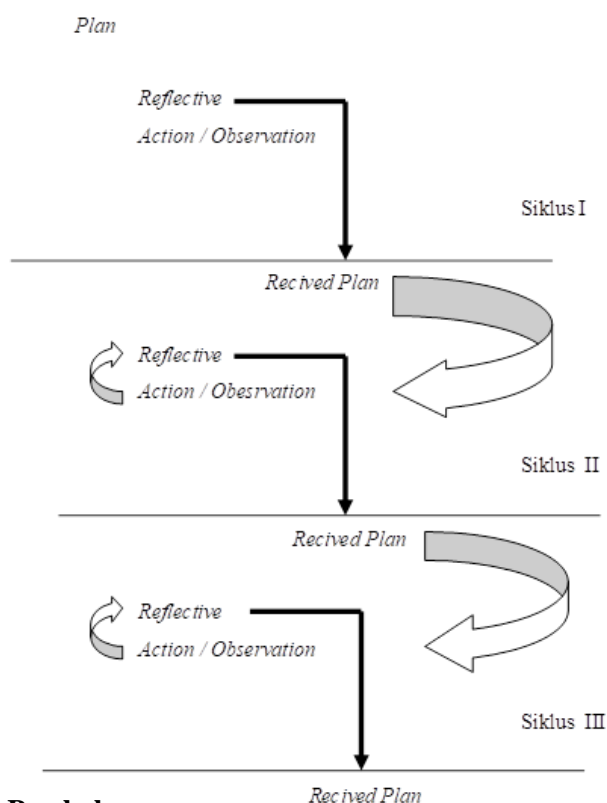 Plan
Reflective
Action / Observation
Siklus I
Recived Plan
Reflective
Action / Obesrvation
Siklus II
Recived Plan
Reflective
Action / Observation
Siklus III
Recived Plan